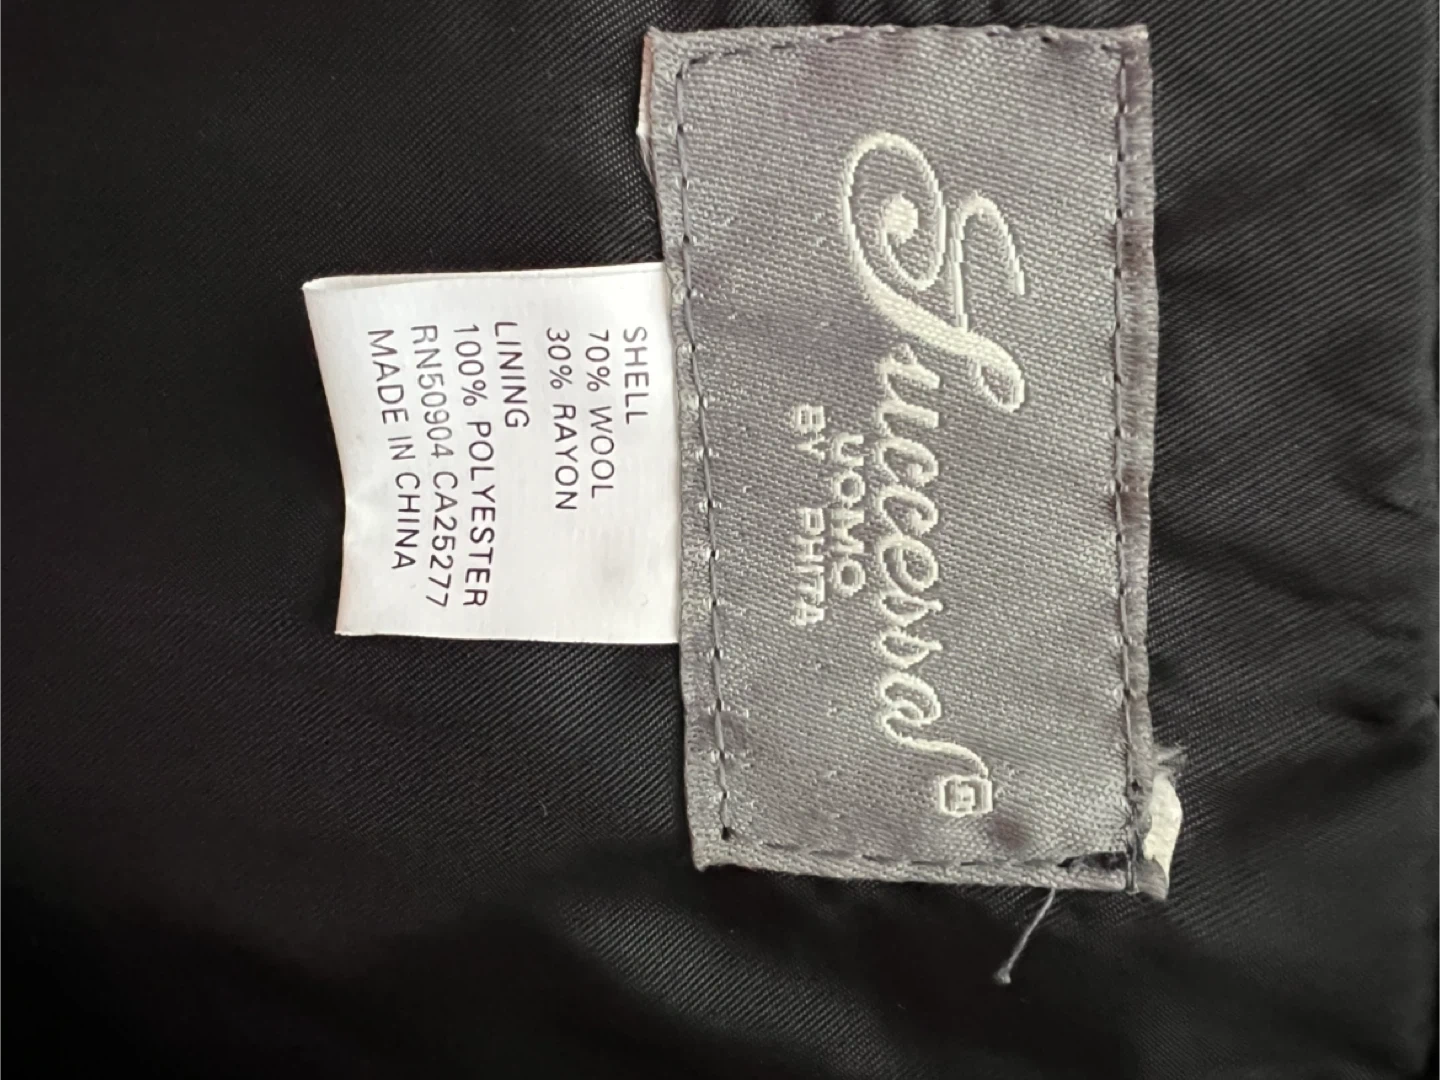 Successo
UOMO
BY PHITA
SHELL
70% WOOL
30% RAYON
LINING
100% POLYESTER
RN50904 CA25277
MADE IN CHINA